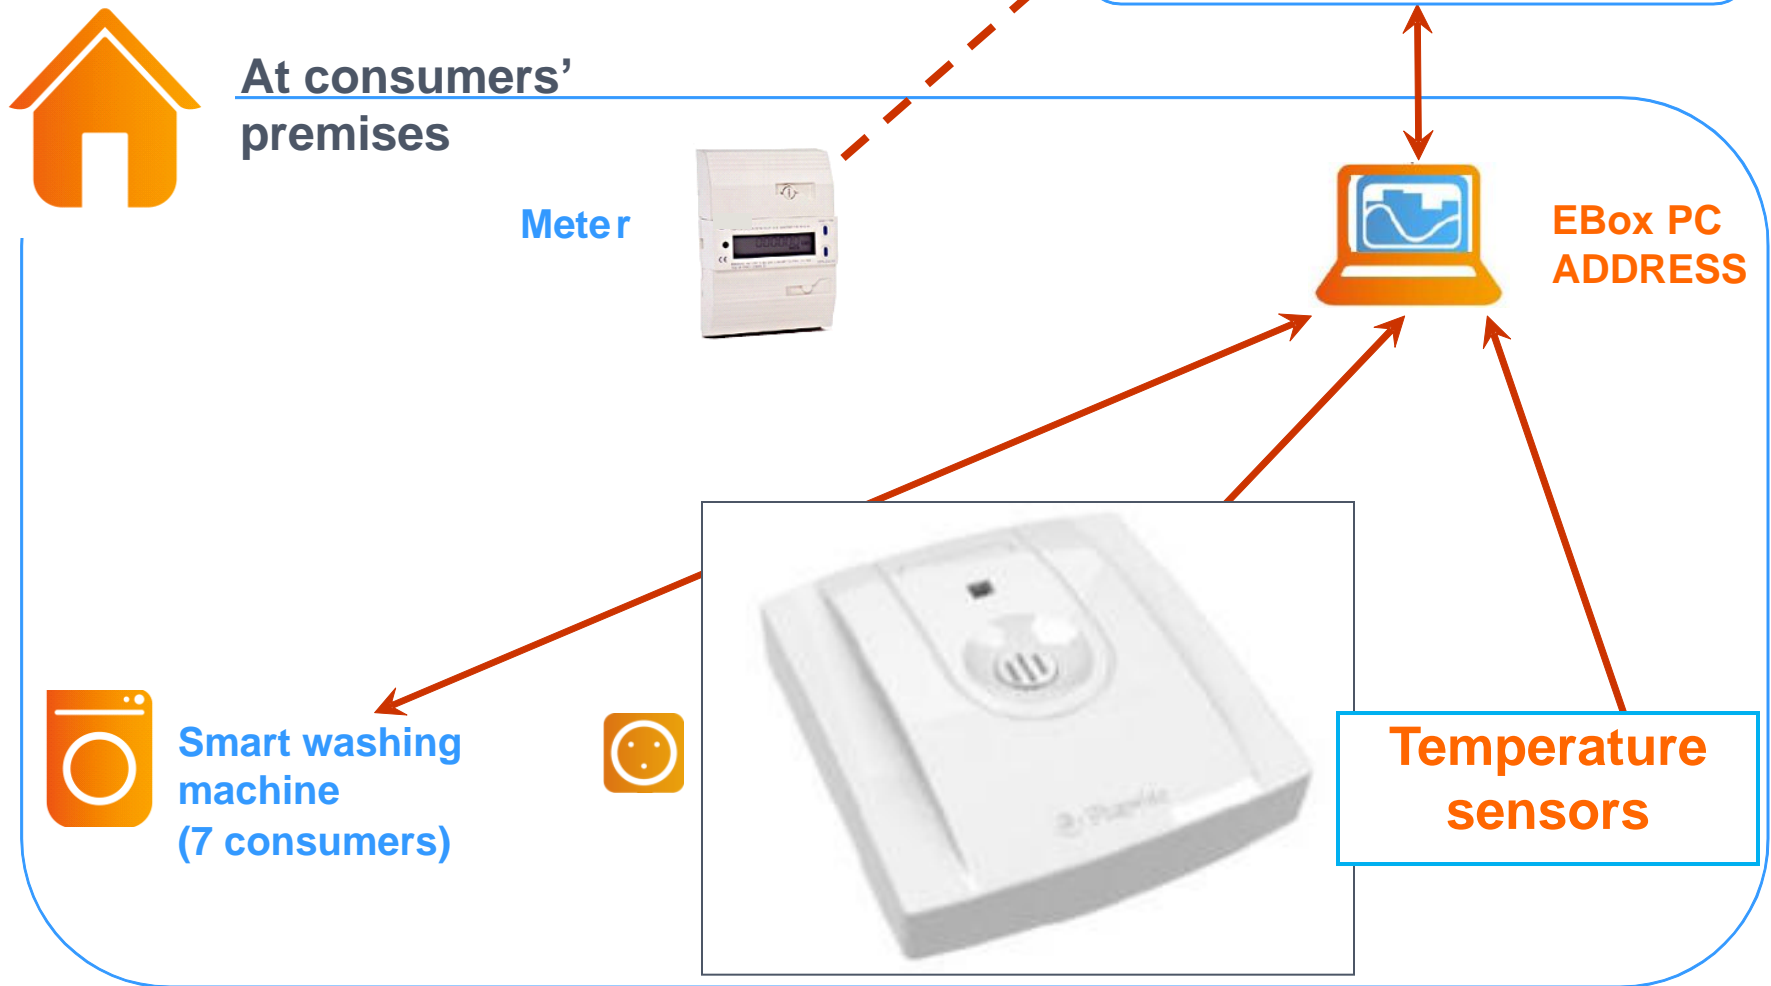 At consumers’
premises
Meter
EBox PC
ADDRESS
Smart washing
machine
(7 consumers)
Temperature
sensors